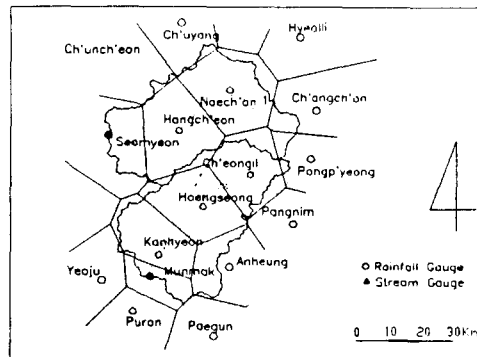 Ch'uyang
Hyeolli
Ch'unch'eon
Naech'on 1
Ch'angch'on
Hangch'eon
Seomyeon
Ch'eongil
Pongp'yeong
Hoengseong
Pangnim
Kanhyeon
Anheung
Yeoju
Munmak
Rainfall Gauge
Stream Gauge
Puron
Paegun
0 10 20 30Km